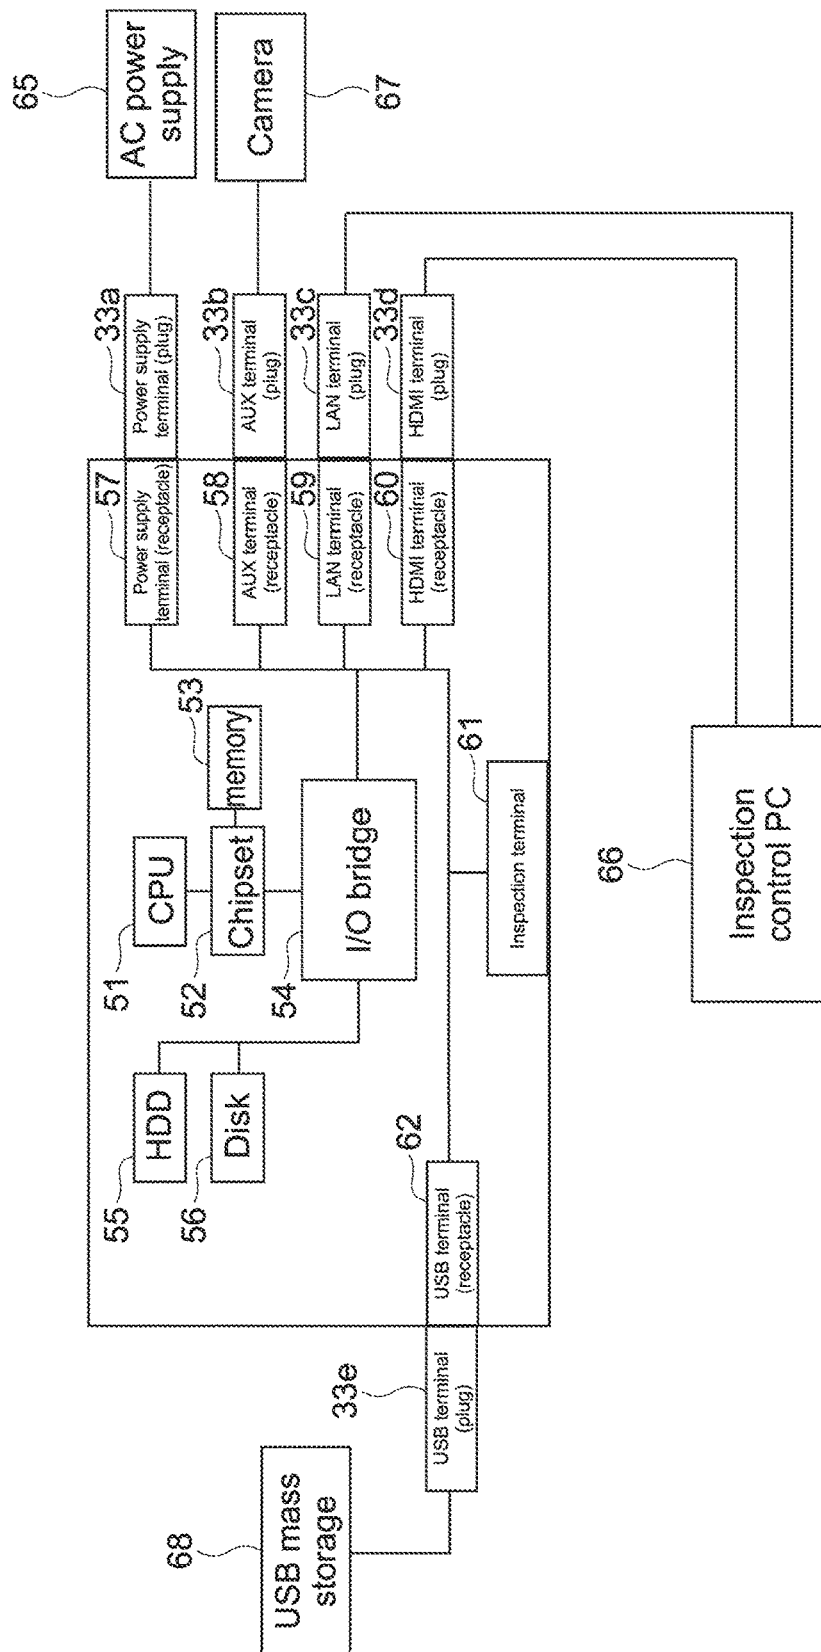 68
USB mass
storage
33e
USB terminal
(plug)
USB terminal
(receptacle)
62
55
HDD
56
Disk
51
CPU
52
Chipset
53
memory
54
I/O bridge
Inspection terminal
61
57
Power supply
terminal (receptacle)
58
AUX terminal
(receptacle)
59
LAN terminal
(receptacle)
60
HDMI terminal
(receptacle)
33a
Power supply
terminal (plug)
33b
AUX terminal
(plug)
33c
LAN terminal
(plug)
33d
HDMI terminal
(plug)
65
AC power
supply
Camera
67
66
Inspection
control PC